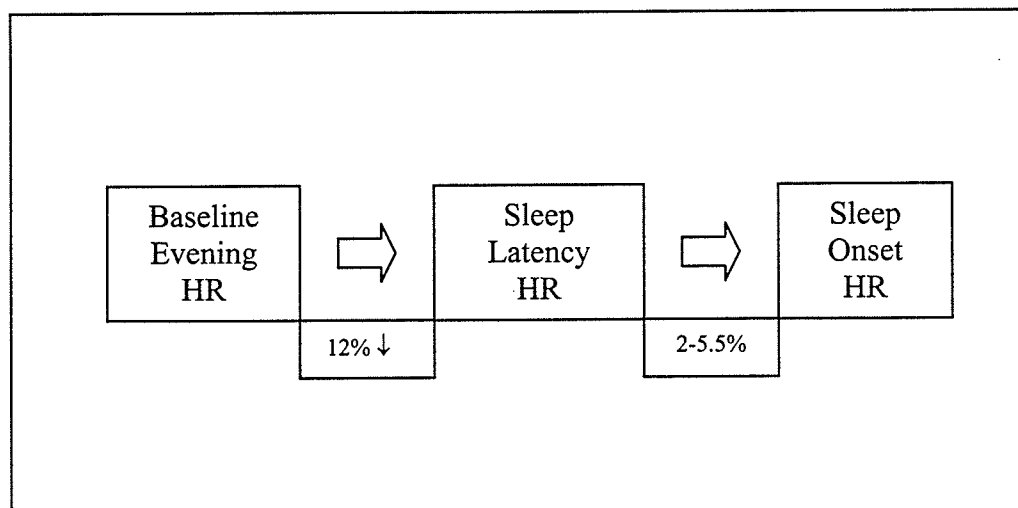 Baseline
Evening
HR
Sleep
Latency
HR
Sleep
Onset
HR
12% ↓
2-5.5%